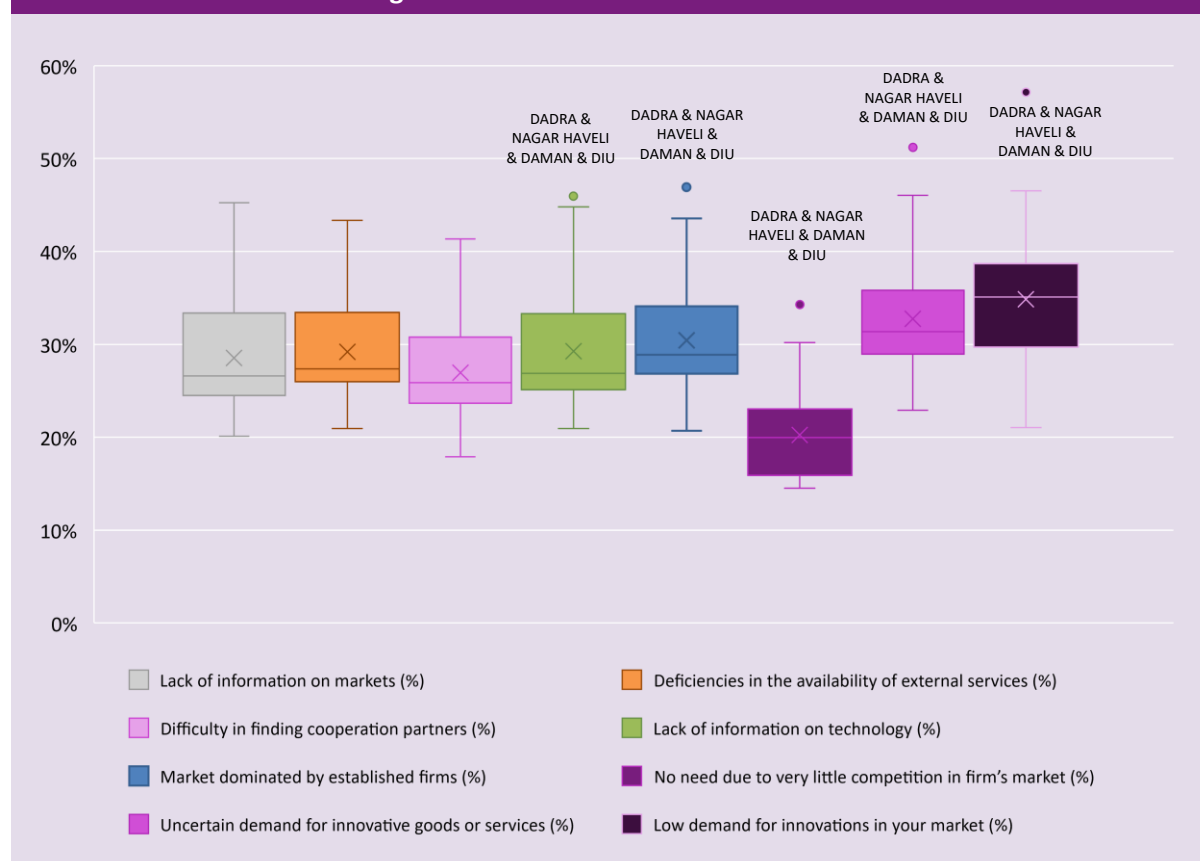 60%
50%
40%
30%
20%
10%
0%
DADRA &
NAGAR HAVELI
& DAMAN & DIU
DADRA & NAGAR
HAVELI &
DAMAN & DIU
DADRA & NAGAR
HAVELI & DAMAN
& DIU
DADRA &
NAGAR HAVELI
& DAMAN & DIU
DADRA & NAGAR
HAVELI &
DAMAN & DIU
Lack of information on markets (%)
Deficiencies in the availability of external services (%)
Difficulty in finding cooperation partners (%)
Lack of information on technology (%)
Market dominated by established firms (%)
No need due to very little competition in firm’s market (%)
Uncertain demand for innovative goods or services (%)
Low demand for innovations in your market (%)